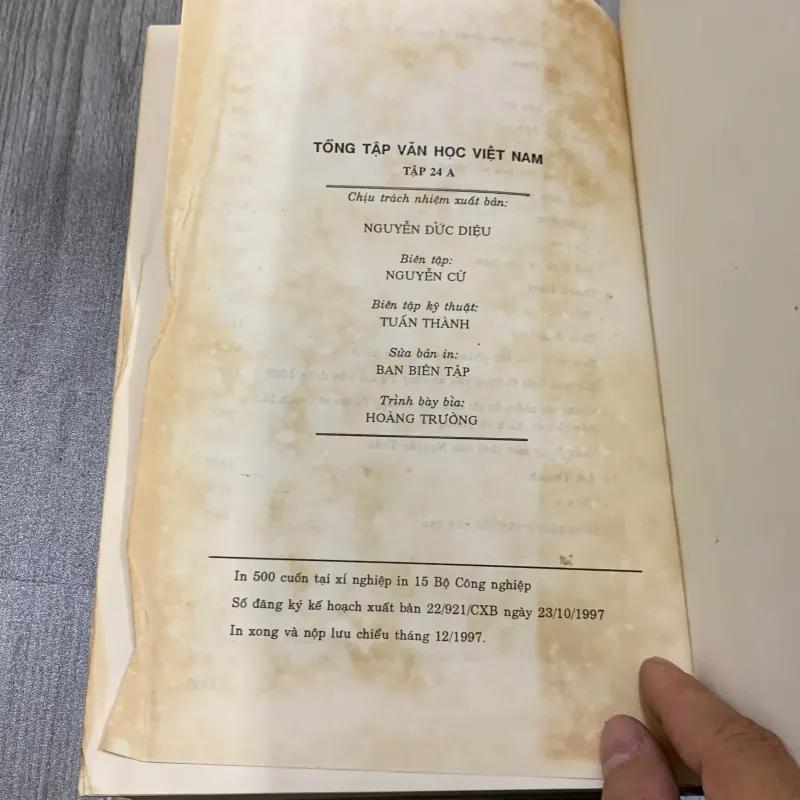 TỔNG TẬP VĂN HỌC VIỆT NAM
TẬP 24 A
Chịu trách nhiệm xuất bản:
NGUYỄN ĐỨC DIỆU
Biên tập:
NGUYỄN CỪ
Biên tập kỹ thuật:
TUẤN THÀNH
Sửa bản in:
BAN BIÊN TẬP
Trình bày bìa:
HOÀNG TRƯỜNG
In 500 cuốn tại xí nghiệp in 15 Bộ Công nghiệp
Số đăng ký kế hoạch xuất bản 22/921/CXB ngày 23/10/1997
In xong và nộp lưu chiểu tháng 12/1997.